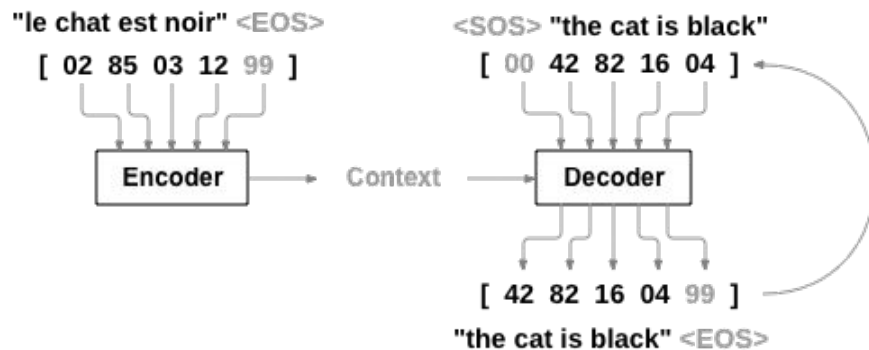 "le chat est noir" <EOS>
[ 02 85 03 12 99 ]
Encoder
Context
<SOS> "the cat is black"
[ 00 42 82 16 04 ]
Decoder
[ 42 82 16 04 99 ]
"the cat is black" <EOS>